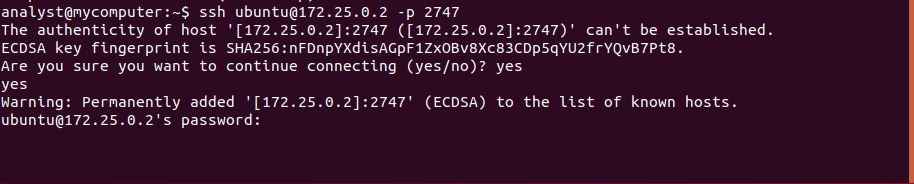 analyst@mycomputer:~$ ssh ubuntu@172.25.0.2 -p 2747
The authenticity of host '[172.25.0.2]:2747 ([172.25.0.2]:2747)' can't be established.
ECDSA key fingerprint is SHA256:nFDnpYXdisAGpF1ZxOBv8Xc83CDp5qYU2frYQvB7Pt8.
Are you sure you want to continue connecting (yes/no)? yes
yes
Warning: Permanently added '[172.25.0.2]:2747' (ECDSA) to the list of known hosts.
ubuntu@172.25.0.2's password: